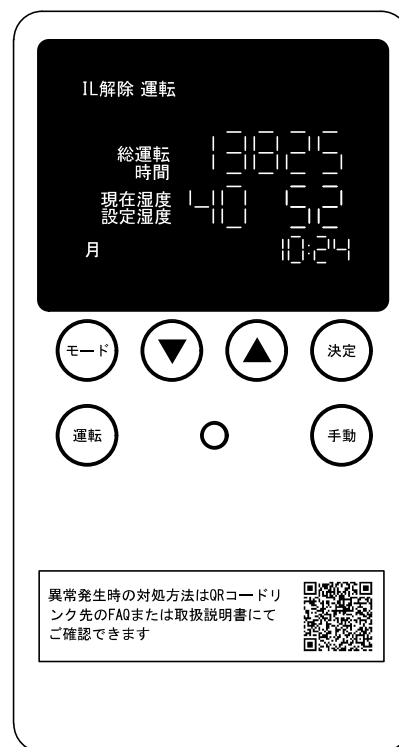 IL解除 運転
総運転
時間 13825
現在湿度
設定湿度 40 52
月 10:24
モード ▼ ▲ 決定
運転 手動
異常発生時の対処方法はQRコードリ
ンク先のFAQまたは取扱説明書にて
ご確認できます